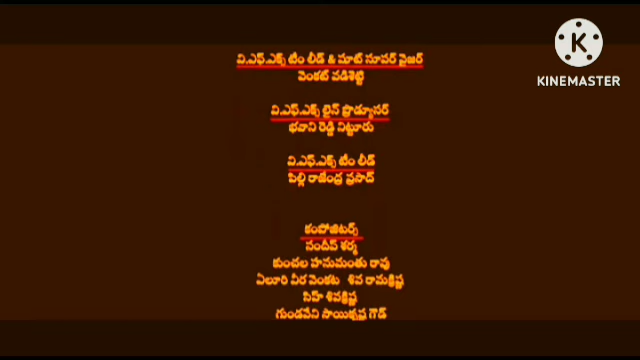 వి.ఎఫ్.ఎక్స్ టీం లీడ్ & షాట్ సూపర్ వైజర్
వెంకట్ వడిశెట్టి
వి.ఎఫ్.ఎక్స్ లైన్ ప్రొడ్యూసర్
భవాని రెడ్డి నిట్టూరు
వి.ఎఫ్.ఎక్స్ టీం లీడ్
పిల్లి రాజేంద్ర ప్రసాద్
కంపోజిటర్స్
సందీప్ శర్మ
కుంచల హనుమంతు రావు
ఏలూరి వీర వెంకట శివ రామకృష్ణ
సిహె శివకృష్ణ
గుండవేని సాయికృష్ణ గౌడ్
K
KINEMASTER